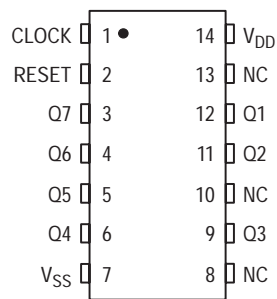 CLOCK 1 14 VDD
RESET 2 13 NC
Q7 3 12 Q1
Q6 4 11 Q2
Q5 5 10 NC
Q4 6 9 Q3
VSS 7 8 NC